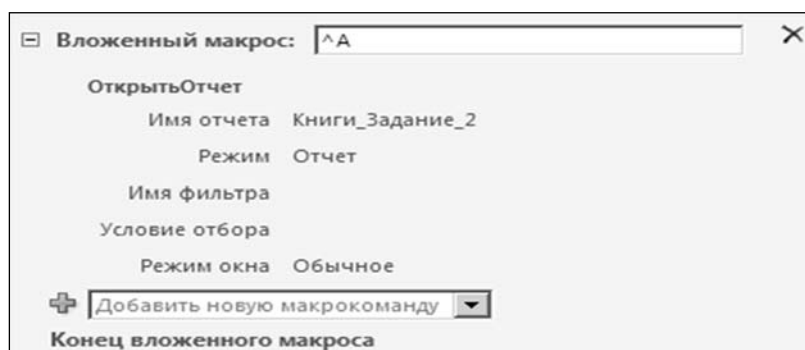 Вложенный макрос: ^A
ОткрытьОтчет
Имя отчета Книги_Задание_2
Режим Отчет
Имя фильтра
Условие отбора
Режим окна Обычное
Добавить новую макрокоманду
Конец вложенного макроса